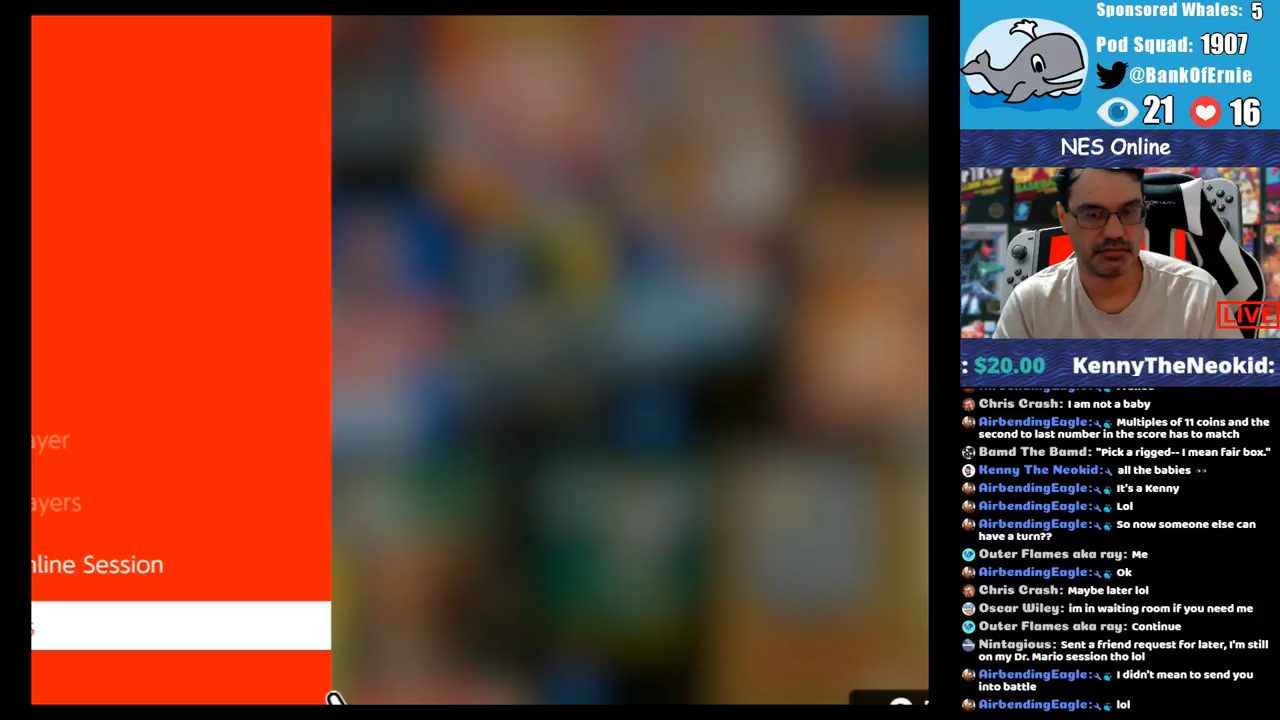 Sponsored Whales: 5
Pod Squad: 1907
@BankOfErnie
21 16
NES Online
LIVE
: $20.00 KennyTheNeokid:
ayer
ayers
nline Session
s
Chris Crash: I am not a baby
AirbendingEagle: Multiples of 11 coins and the
second to last number in the score has to match
Bamd The Bamd: "Pick a rigged-- I mean fair box."
Kenny The Neokid: all the babies
AirbendingEagle: It's a Kenny
AirbendingEagle: Lol
AirbendingEagle: So now someone else can
have a turn??
Outer Flames aka ray: Me
AirbendingEagle: Ok
Chris Crash: Maybe later lol
Oscar Wiley: im in waiting room if you need me
Outer Flames aka ray: Continue
Nintagious: Sent a friend request for later, I'm still
on my Dr. Mario session tho lol
AirbendingEagle: I didn't mean to send you
into battle
AirbendingEagle: lol